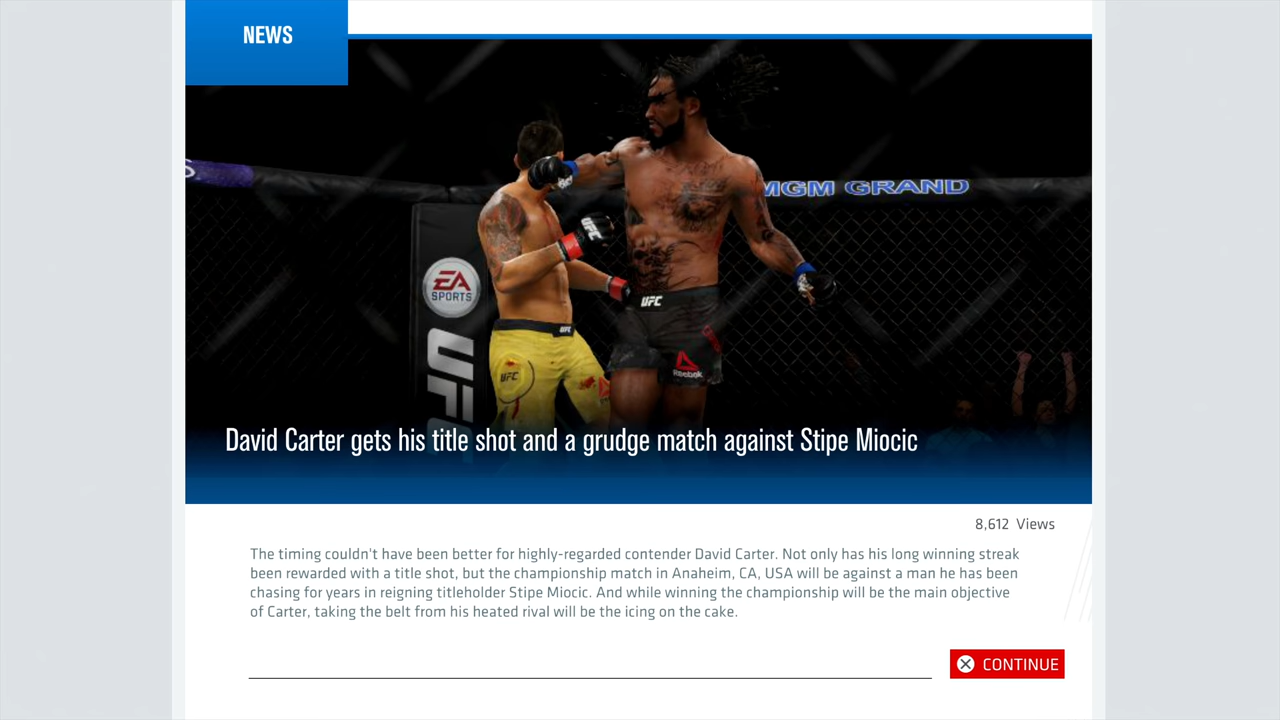 NEWS
MGM GRAND
UFC
EA
SPORTS
UFC
UFC
UFC
UFC
Reebok
David Carter gets his title shot and a grudge match against Stipe Miocic
8,612 Views
The timing couldn't have been better for highly-regarded contender David Carter. Not only has his long winning streak
been rewarded with a title shot, but the championship match in Anaheim, CA, USA will be against a man he has been
chasing for years in reigning titleholder Stipe Miocic. And while winning the championship will be the main objective
of Carter, taking the belt from his heated rival will be the icing on the cake.
CONTINUE